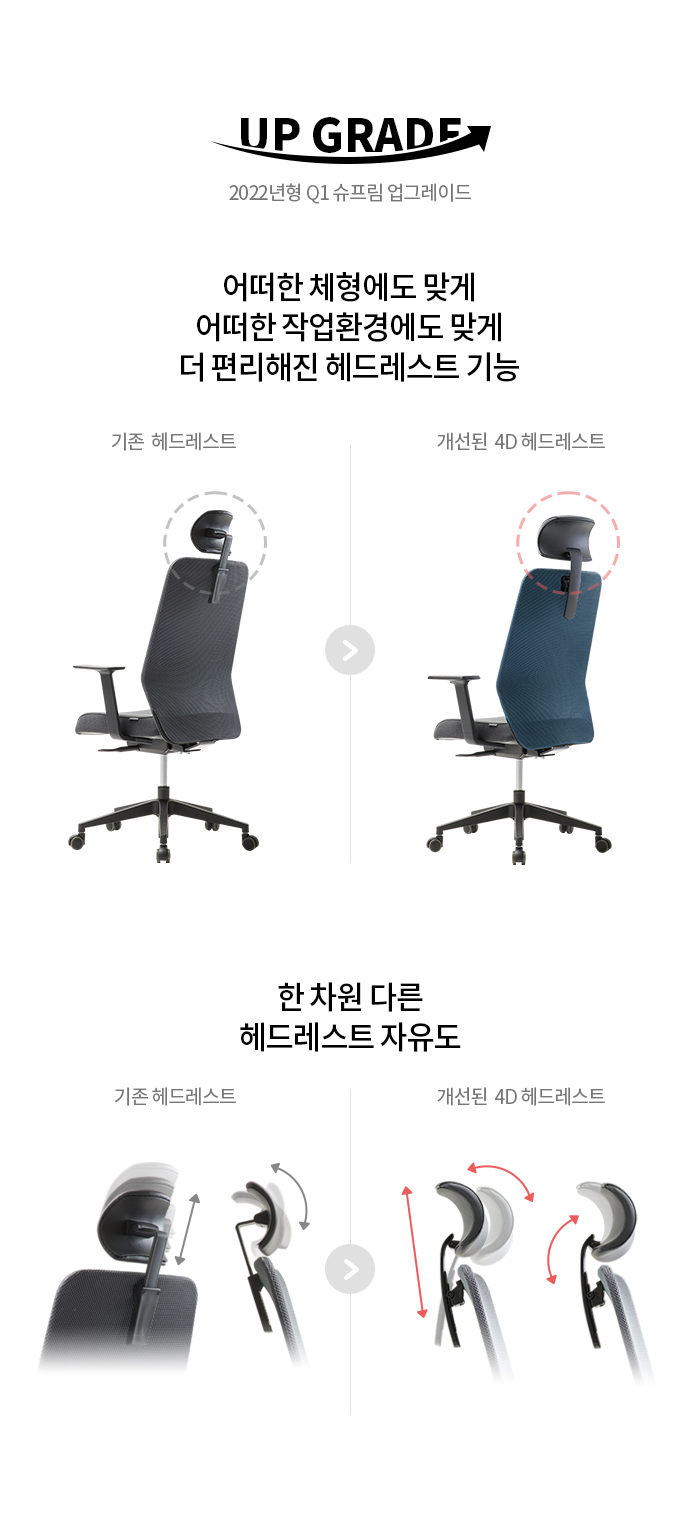 UP GRADE
2022년형 Q1 슈프림 업그레이드
어떠한 체형에도 맞게
어떠한 작업환경에도 맞게
더 편리해진 헤드레스트 기능
기존 헤드레스트
개선된 4D 헤드레스트
한 차원 다른
헤드레스트 자유도
기존 헤드레스트
개선된 4D 헤드레스트